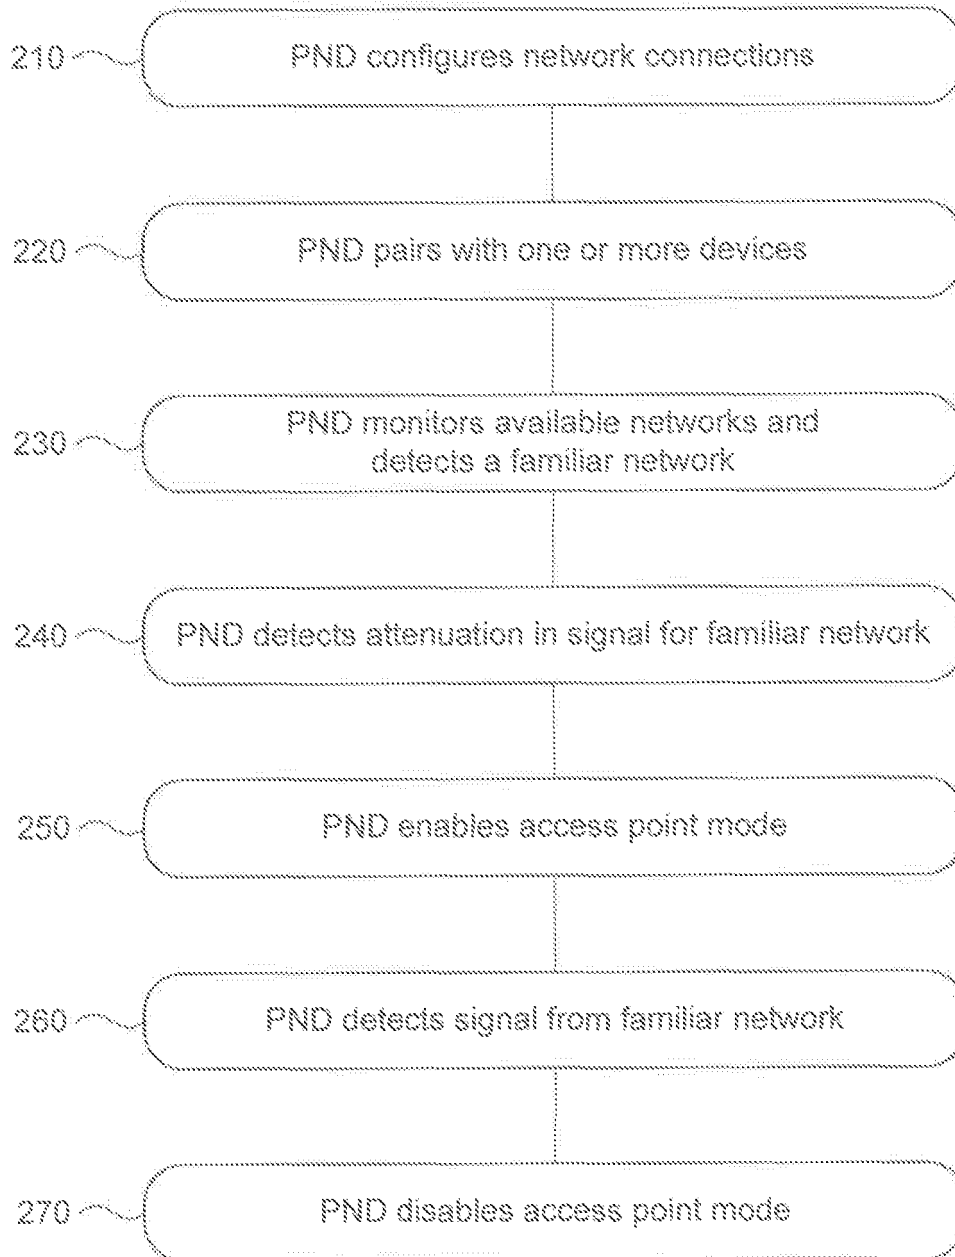 210 PND configures network connections
220 PND pairs with one or more devices
230 PND monitors available networks and
detects a familiar network
240 PND detects attenuation in signal for familiar network
250 PND enables access point mode
260 PND detects signal from familiar network
270 PND disables access point mode